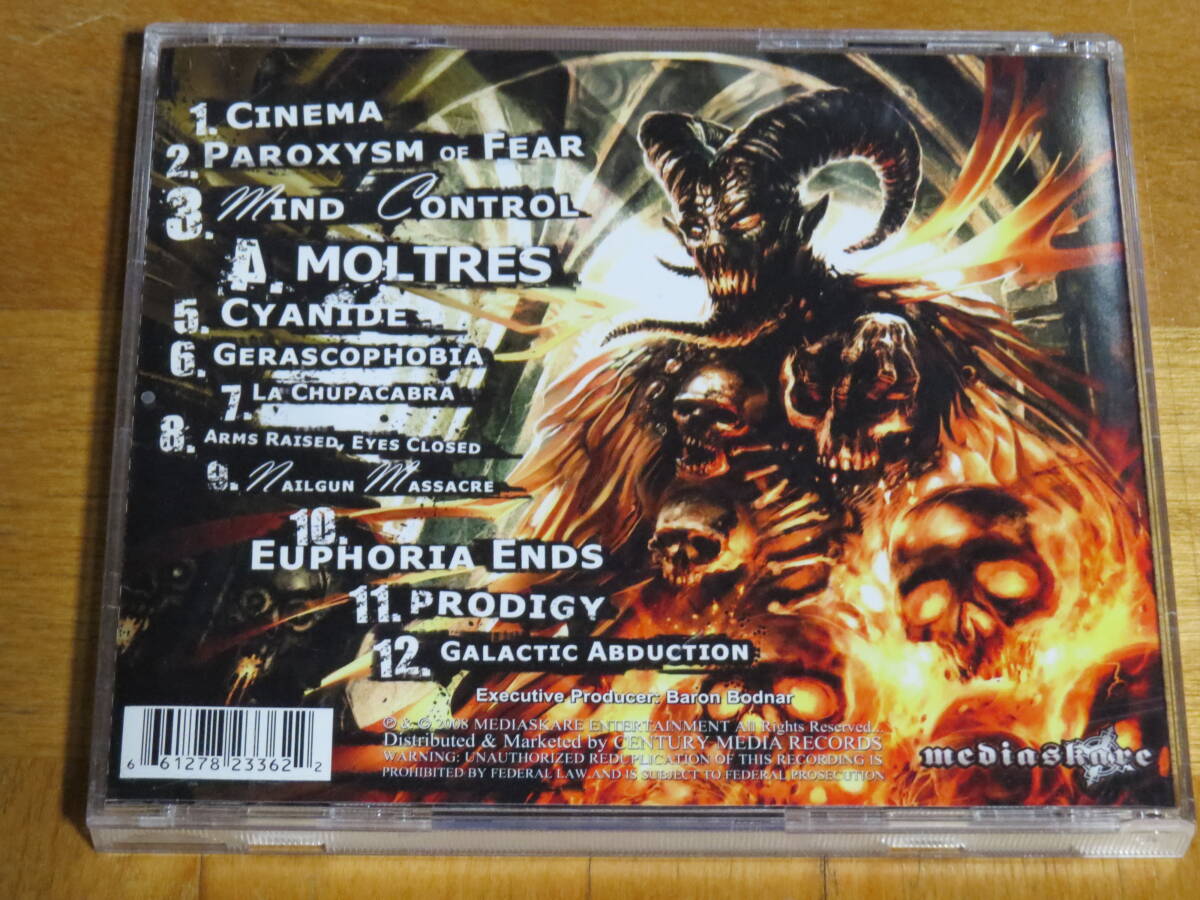 1. CINEMA
2. PAROXYSM OF FEAR
3. MIND CONTROL
4. MOLTRES
5. CYANIDE
6. GERASCOPHOBIA
7. LA CHUPACABRA
8. ARMS RAISED, EYES CLOSED
9. NAILGUN MASSACRE
10.
EUPHORIA ENDS
11. PRODIGY
12. GALACTIC ABDUCTION
Executive Producer: Baron Bodnar
℗ & © 2008 MEDIASKARE ENTERTAINMENT All Rights Reserved.
Distributed & Marketed by CENTURY MEDIA RECORDS
WARNING: UNAUTHORIZED REDUPLICATION OF THIS RECORDING IS
PROHIBITED BY FEDERAL LAW AND IS SUBJECT TO FEDERAL PROSECUTION
6 61278 23362 2
mediaskare